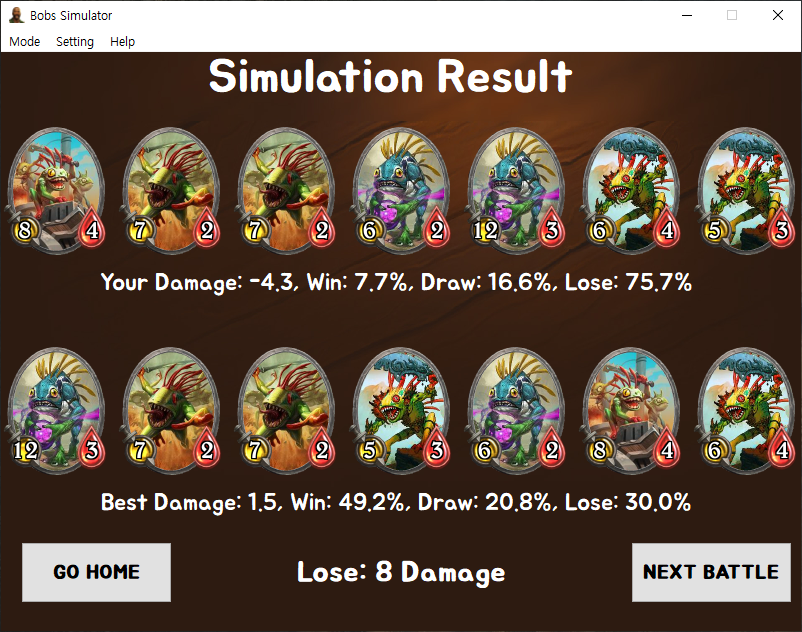 Bobs Simulator
Mode Setting Help
Simulation Result
8 4 7 2 7 2 6 2 12 3 6 4 5 3
Your Damage: -4.3, Win: 7.7%, Draw: 16.6%, Lose: 75.7%
12 3 7 2 7 2 5 3 6 2 8 4 6 4
Best Damage: 1.5, Win: 49.2%, Draw: 20.8%, Lose: 30.0%
GO HOME Lose: 8 Damage NEXT BATTLE